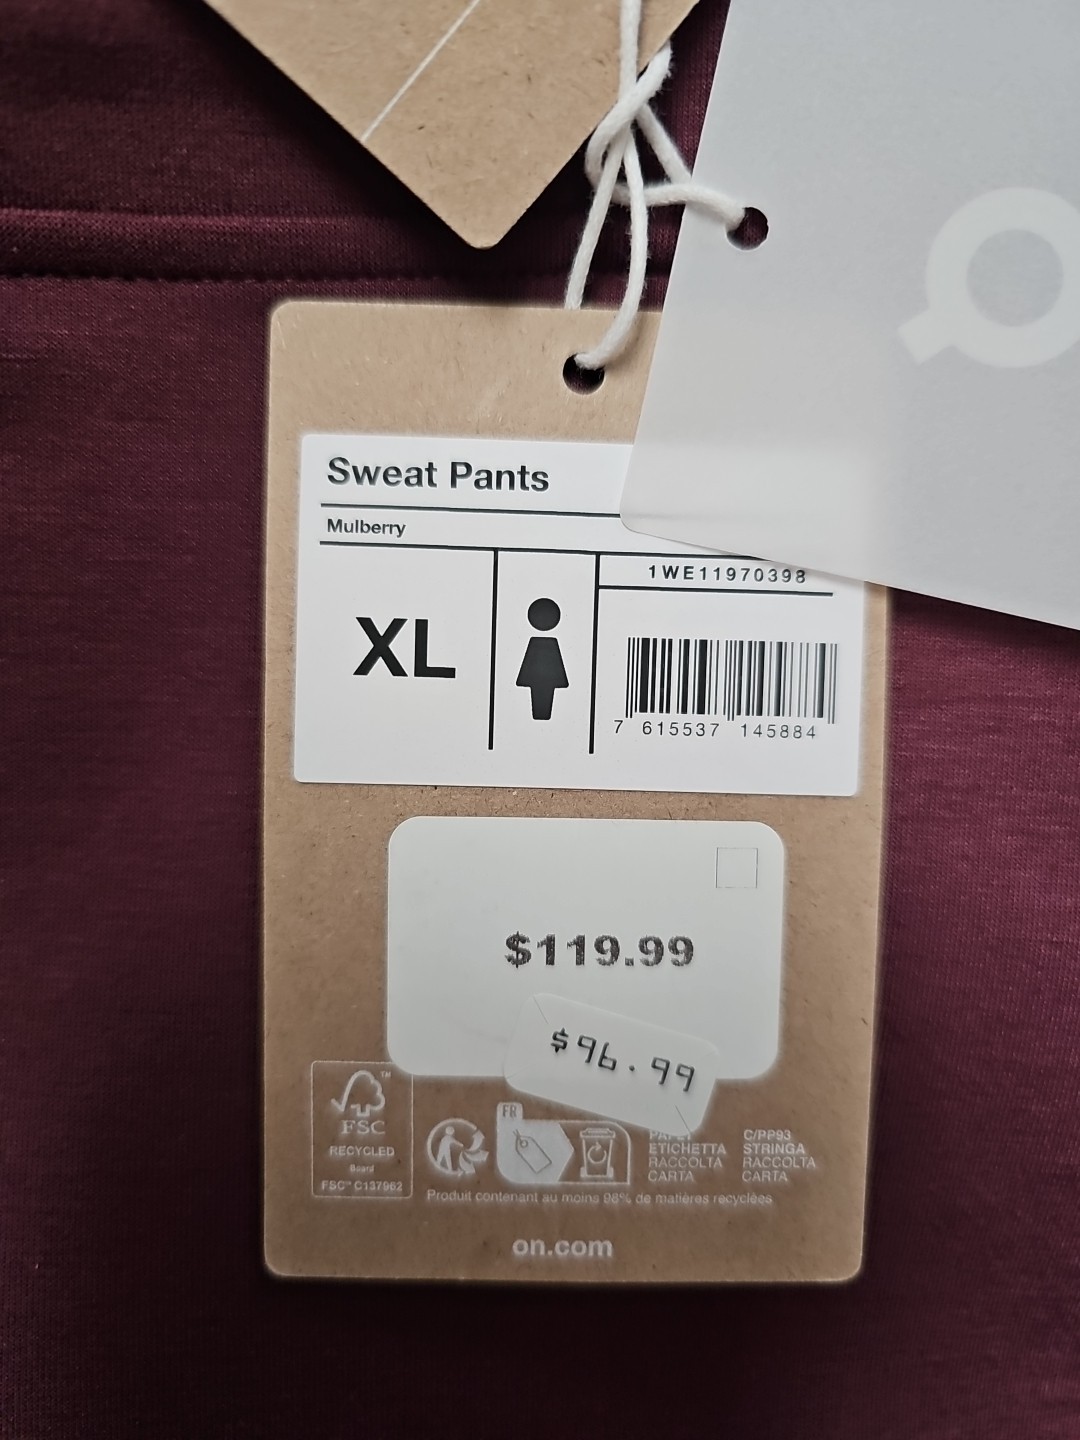 Sweat Pants
Mulberry
1WE11970398
XL
7 615537 145884
$119.99
$96.99
FSC
RECYCLED
Board
FSC™ C137962
FR
ETICHETTA
RACCOLTA
CARTA
C/PP93
STRINGA
RACCOLTA
CARTA
Produit contenant au moins 98% de matières recyclées
on.com